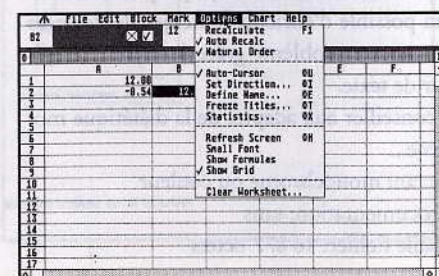 File Edit Block Mark Options Chart Help
B2 12
Recalculate F1
✓ Auto Recalc
✓ Natural Order
✓ Auto-Cursor ◊U
Set Direction... ◊I
Define Name... ◊E
Freeze Titles... ◊T
Statistics... ◊X
Refresh Screen ◊H
Small Font
Show Formulas
✓ Show Grid
Clear Worksheet...
A B E F
1 12.00
2 -0.54 12.
3
4
5
6
7
8
9
10
11
12
13
14
15
16
17